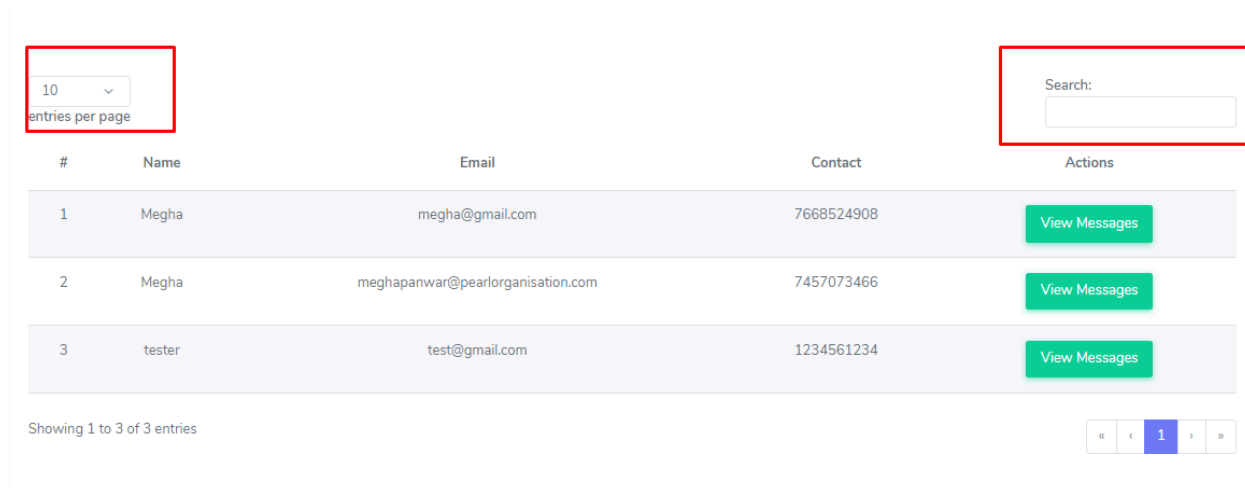 10
entries per page
Search:
# Name Email Contact Actions
1 Megha megha@gmail.com 7668524908 View Messages
2 Megha meghapanwar@pearlorganisation.com 7457073466 View Messages
3 tester test@gmail.com 1234561234 View Messages
Showing 1 to 3 of 3 entries
« ‹ 1 › »